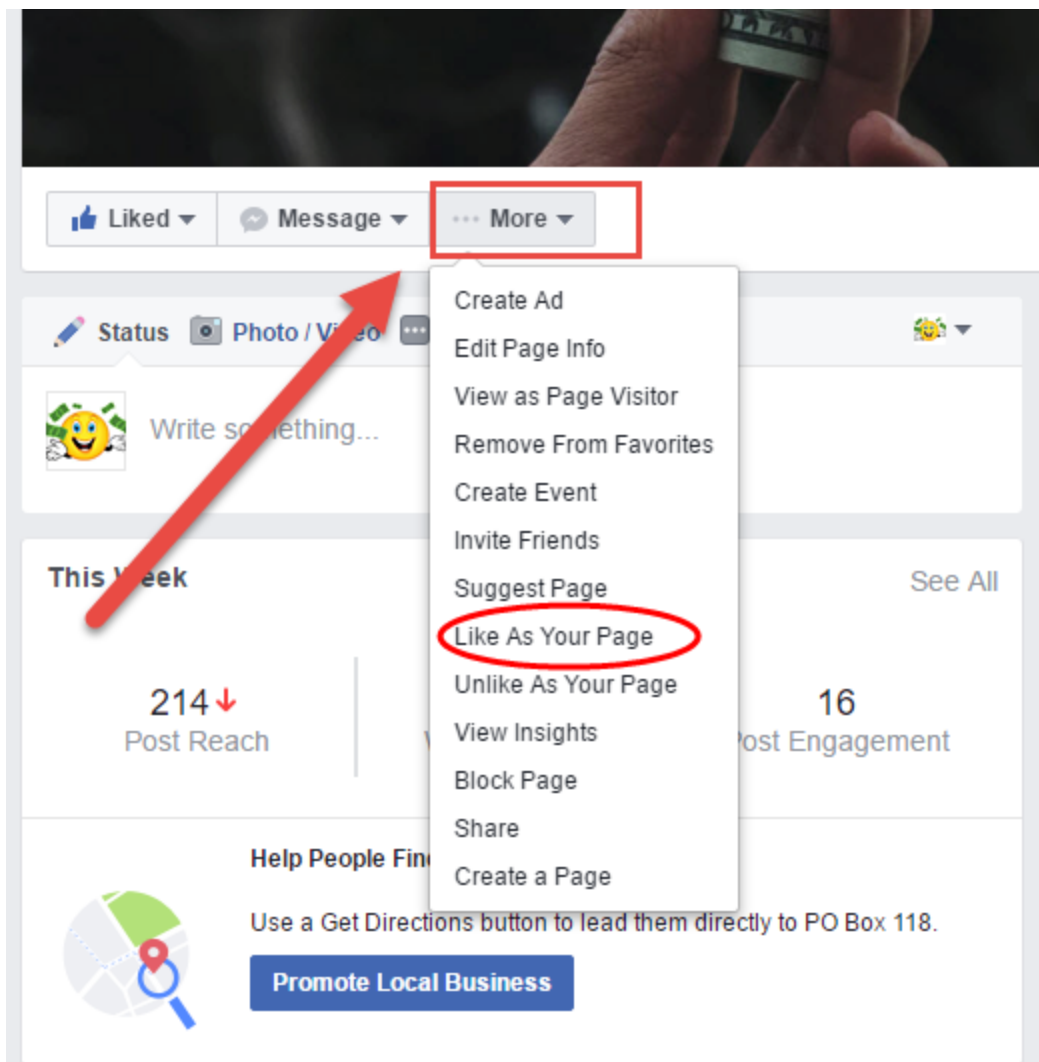 Liked
Message
More
Status
Photo / Video
Write something...
Create Ad
Edit Page Info
View as Page Visitor
Remove From Favorites
Create Event
Invite Friends
Suggest Page
Like As Your Page
Unlike As Your Page
View Insights
Block Page
Share
Create a Page
This Week
See All
214
Post Reach
16
Post Engagement
Help People
Use a Get Directions button to lead them directly to PO Box 118.
Promote Local Business